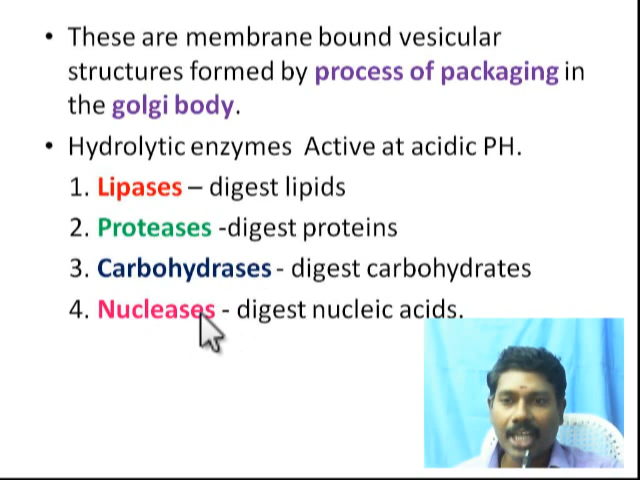 • These are membrane bound vesicular
structures formed by process of packaging in
the golgi body.
• Hydrolytic enzymes Active at acidic PH.
1. Lipases – digest lipids
2. Proteases -digest proteins
3. Carbohydrases - digest carbohydrates
4. Nucleases - digest nucleic acids.